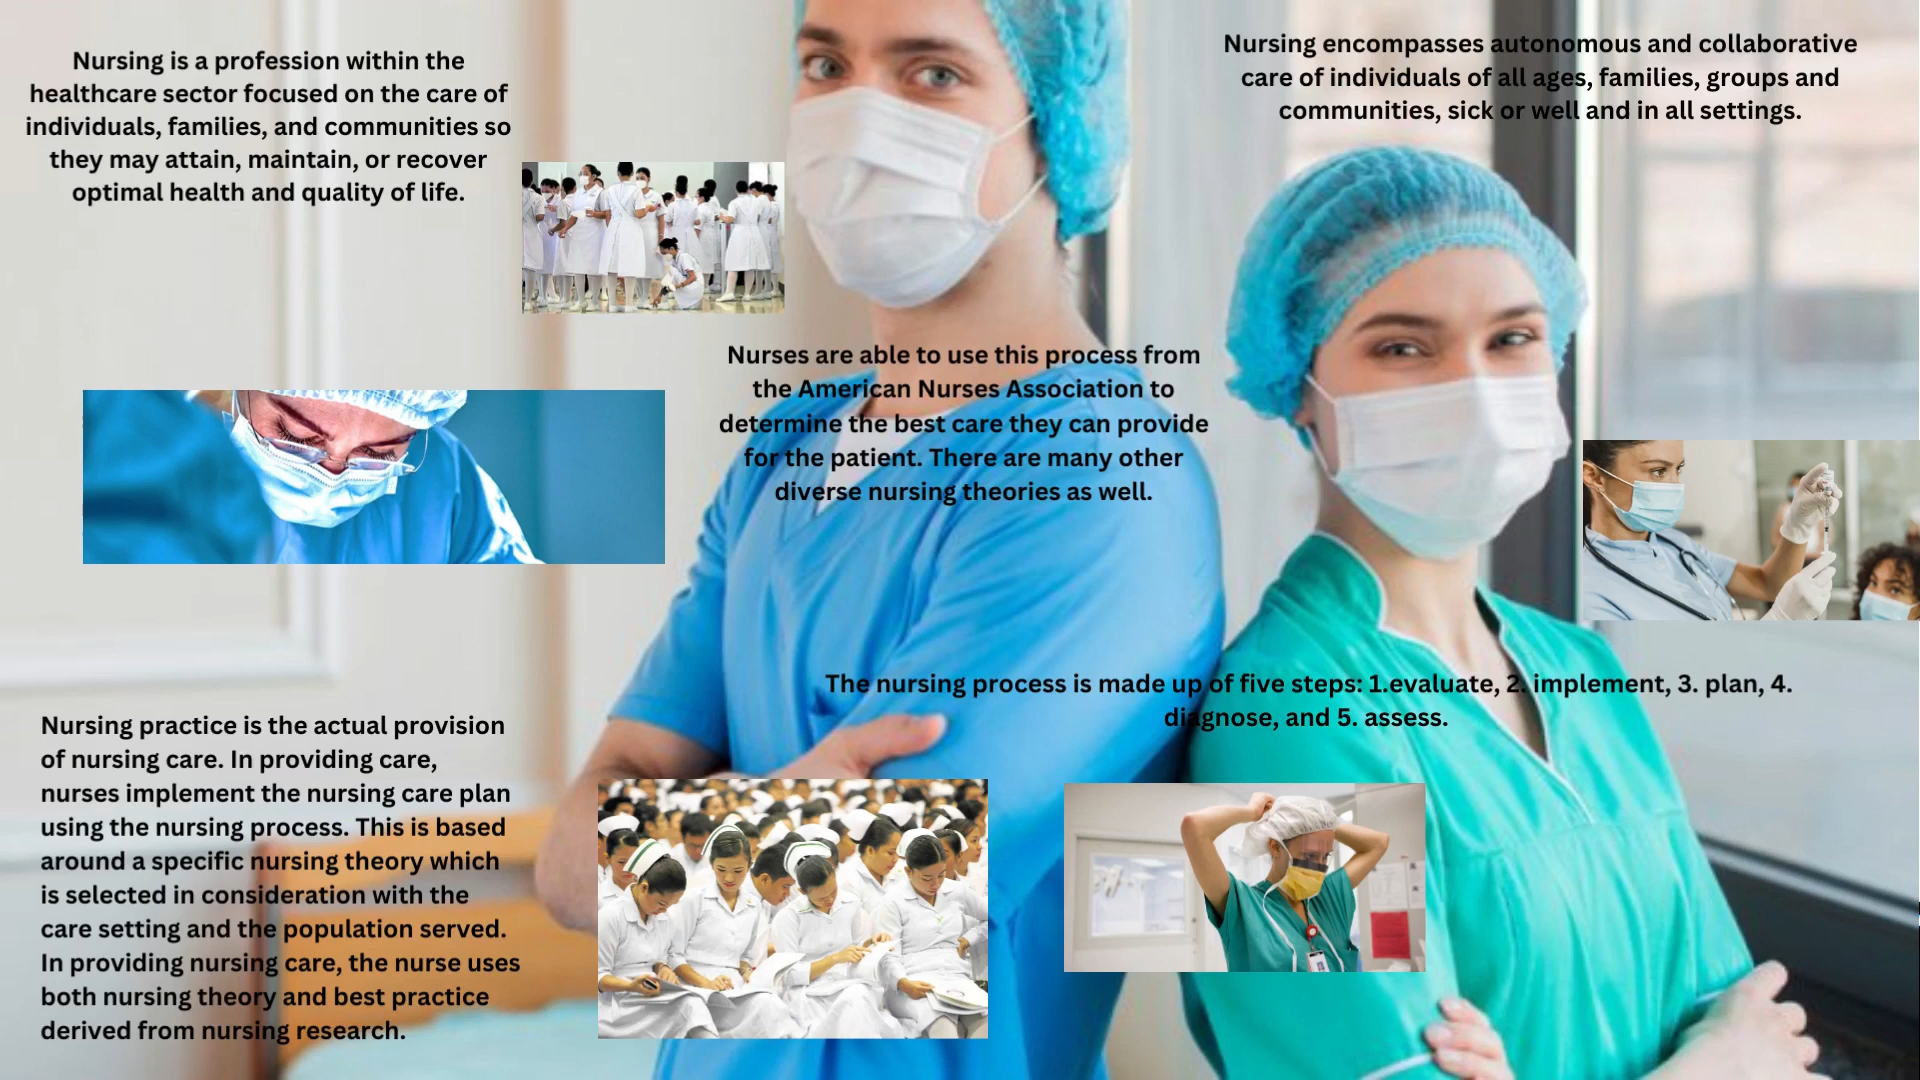 Nursing is a profession within the
healthcare sector focused on the care of
individuals, families, and communities so
they may attain, maintain, or recover
optimal health and quality of life.
Nursing encompasses autonomous and collaborative
care of individuals of all ages, families, groups and
communities, sick or well and in all settings.
Nurses are able to use this process from
the American Nurses Association to
determine the best care they can provide
for the patient. There are many other
diverse nursing theories as well.
The nursing process is made up of five steps: 1.evaluate, 2. implement, 3. plan, 4.
diagnose, and 5. assess.
Nursing practice is the actual provision
of nursing care. In providing care,
nurses implement the nursing care plan
using the nursing process. This is based
around a specific nursing theory which
is selected in consideration with the
care setting and the population served.
In providing nursing care, the nurse uses
both nursing theory and best practice
derived from nursing research.